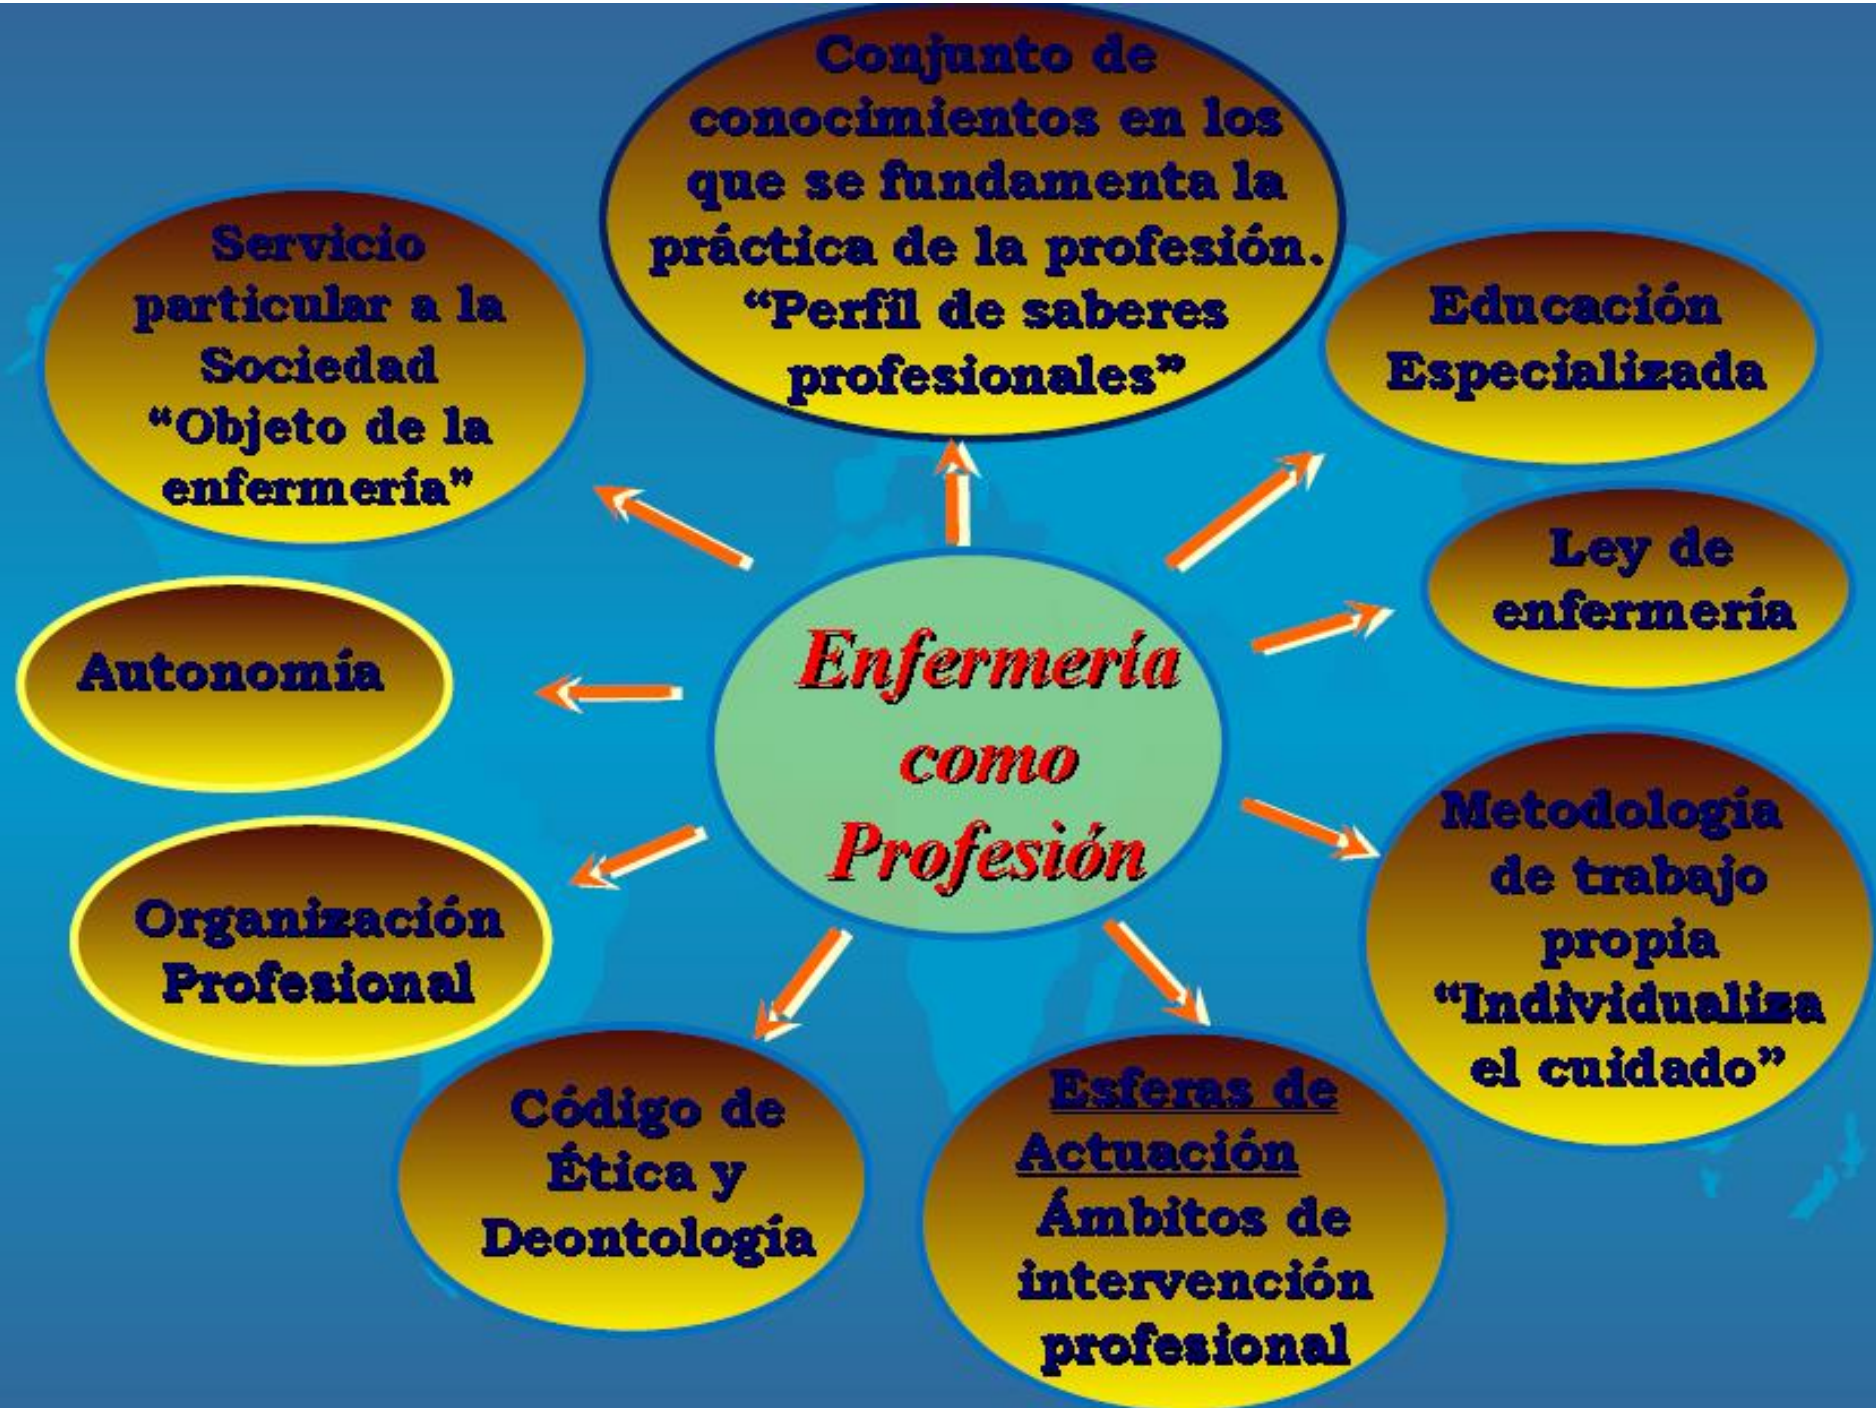 Conjunto de
conocimientos en los
que se fundamenta la
práctica de la profesión.
“Perfil de saberes
profesionales”
Servicio
particular a la
Sociedad
“Objeto de la
enfermería”
Educación
Especializada
Ley de
enfermería
Autonomía
Enfermería
como
Profesión
Metodología
de trabajo
propia
“Individualiza
el cuidado”
Organización
Profesional
Código de
Ética y
Deontología
Esferas de
Actuación
Ámbitos de
intervención
profesional